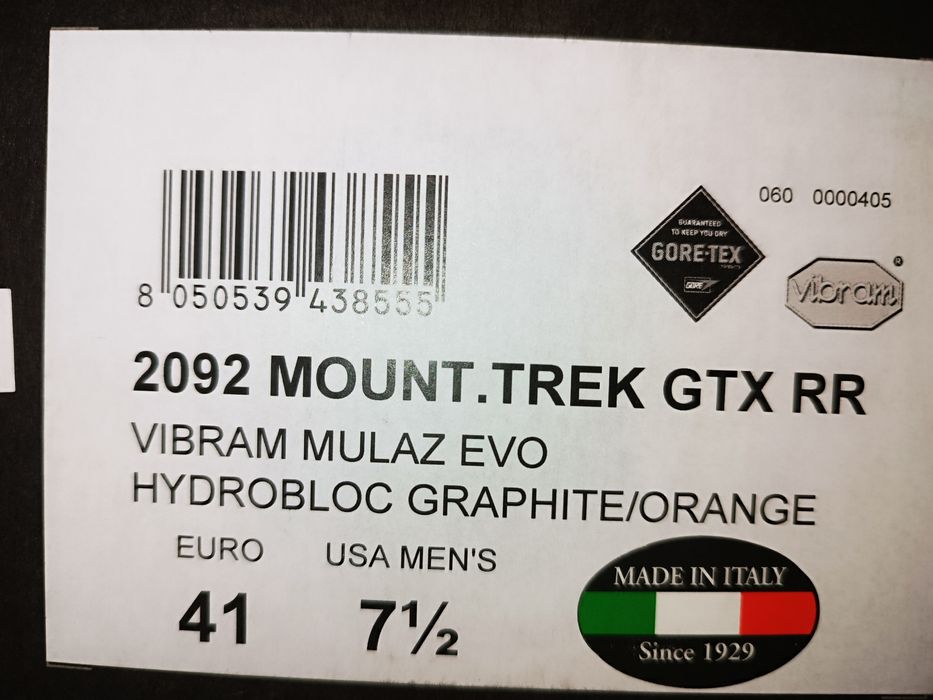 060 0000405
GUARANTEED
TO KEEP YOU DRY
GORE-TEX
GORE
vibram®
8 050539 438555
2092 MOUNT.TREK GTX RR
VIBRAM MULAZ EVO
HYDROBLOC GRAPHITE/ORANGE
EURO USA MEN'S
41 7½
MADE IN ITALY
Since 1929